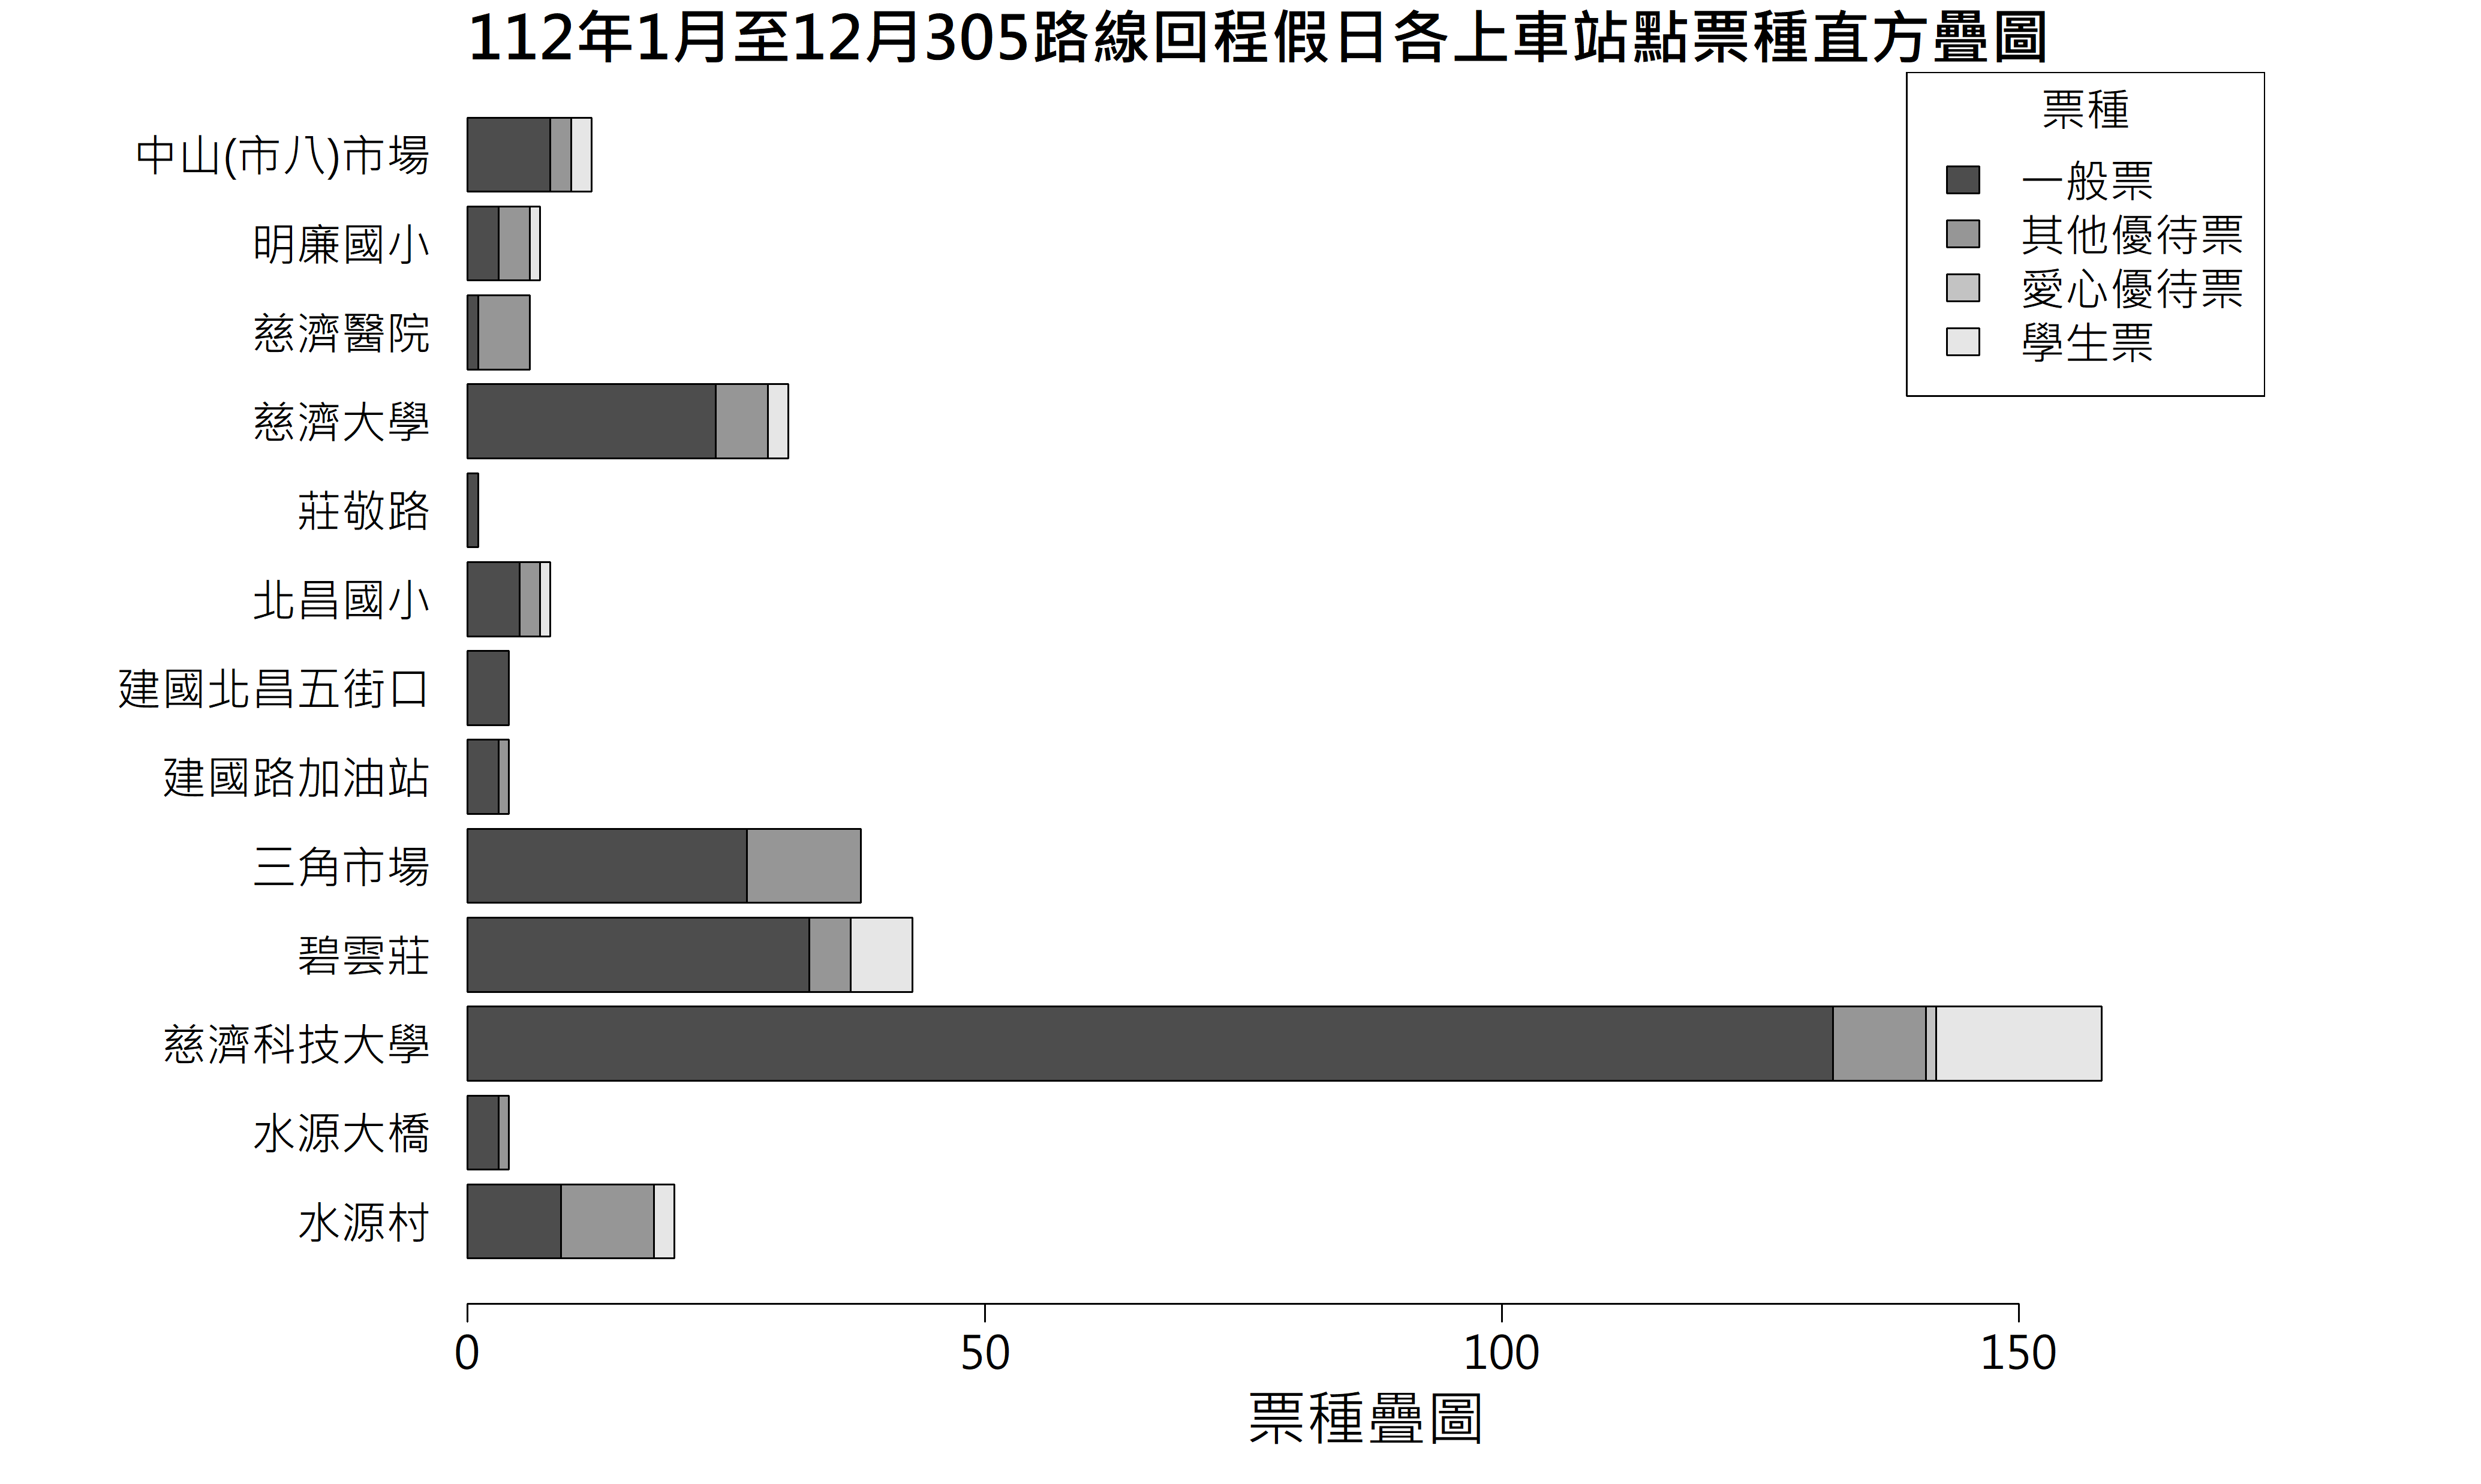 112年1月至12月305路線回程假日各上車站點票種直方疊圖
票種
一般票
其他優待票
愛心優待票
學生票
中山(市八)市場
明廉國小
慈濟醫院
慈濟大學
莊敬路
北昌國小
建國北昌五街口
建國路加油站
三角市場
碧雲莊
慈濟科技大學
水源大橋
水源村
0 50 100 150
票種疊圖